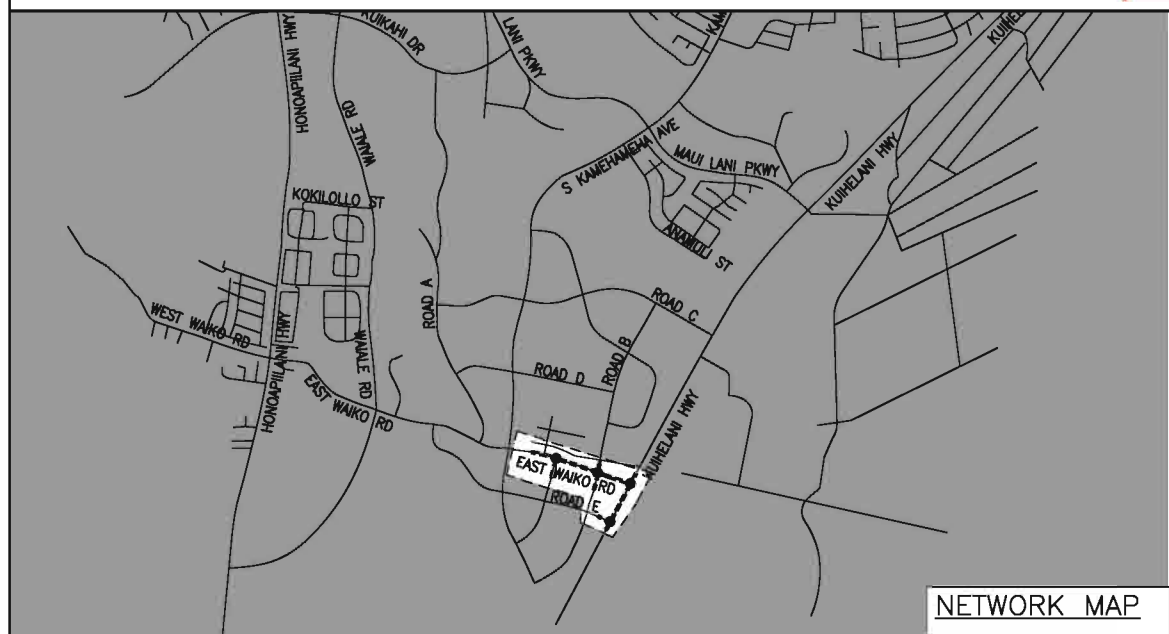 KUIKAHI DR
HONOAPIILANI HWY
WAIALE RD
LANI PKWY
KUIHELANI HWY
S KAMEHAMEHA AVE
MAUI LANI PKWY
KUIHELANI HWY
KOKILOLLO ST
ANAMULI ST
ROAD A
ROAD C
WEST WAIKO RD
HONOAPIILANI HWY
WAIALE RD
ROAD B
ROAD D
EAST WAIKO RD
KUIHELANI HWY
EAST WAIKO RD
ROAD E
NETWORK MAP